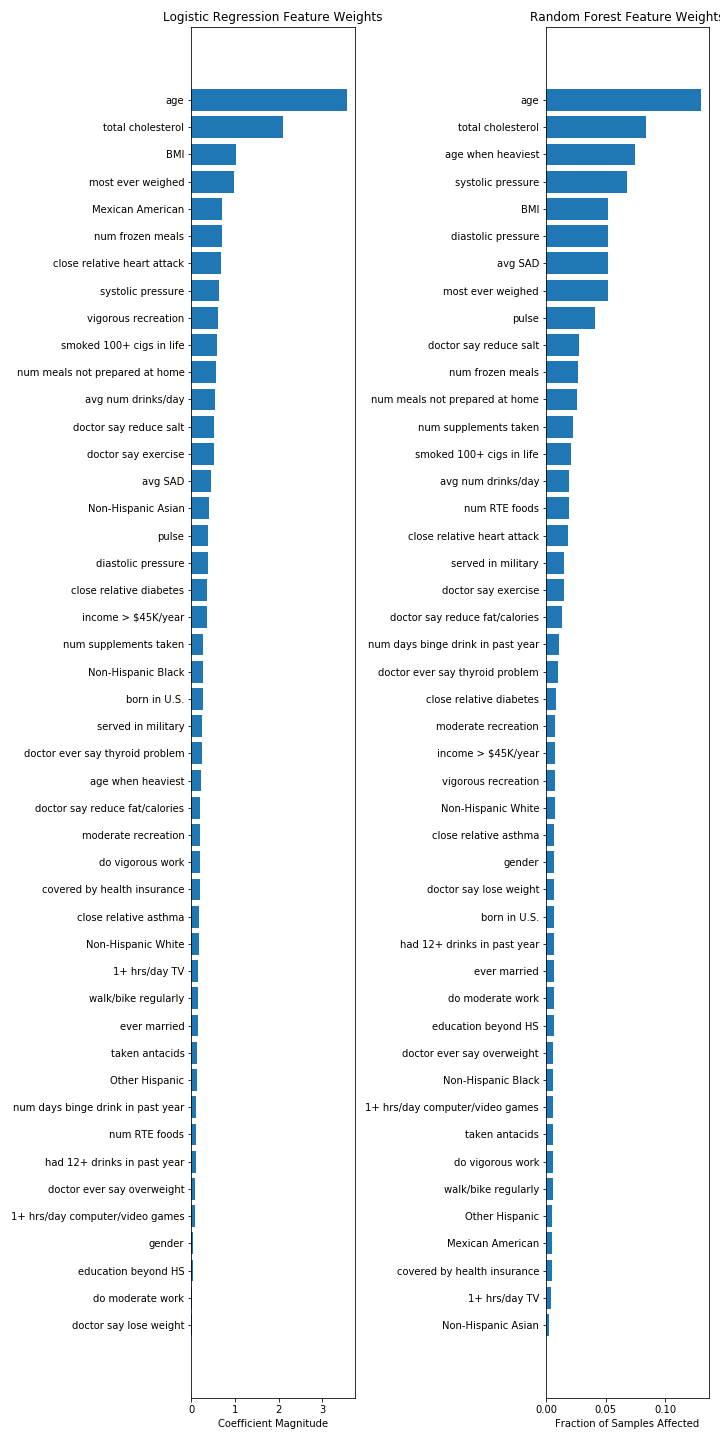 Logistic Regression Feature Weights
age
total cholesterol
BMI
most ever weighed
Mexican American
num frozen meals
close relative heart attack
systolic pressure
vigorous recreation
smoked 100+ cigs in life
num meals not prepared at home
avg num drinks/day
doctor say reduce salt
doctor say exercise
avg SAD
Non-Hispanic Asian
pulse
diastolic pressure
close relative diabetes
income > $45K/year
num supplements taken
Non-Hispanic Black
born in U.S.
served in military
doctor ever say thyroid problem
age when heaviest
doctor say reduce fat/calories
moderate recreation
do vigorous work
covered by health insurance
close relative asthma
Non-Hispanic White
1+ hrs/day TV
walk/bike regularly
ever married
taken antacids
Other Hispanic
num days binge drink in past year
num RTE foods
had 12+ drinks in past year
doctor ever say overweight
1+ hrs/day computer/video games
gender
education beyond HS
do moderate work
doctor say lose weight
0 1 2 3
Coefficient Magnitude
Random Forest Feature Weights
age
total cholesterol
age when heaviest
systolic pressure
BMI
diastolic pressure
avg SAD
most ever weighed
pulse
doctor say reduce salt
num frozen meals
num meals not prepared at home
num supplements taken
smoked 100+ cigs in life
avg num drinks/day
num RTE foods
close relative heart attack
served in military
doctor say exercise
doctor say reduce fat/calories
num days binge drink in past year
doctor ever say thyroid problem
close relative diabetes
moderate recreation
income > $45K/year
vigorous recreation
Non-Hispanic White
close relative asthma
gender
doctor say lose weight
born in U.S.
had 12+ drinks in past year
ever married
do moderate work
education beyond HS
doctor ever say overweight
Non-Hispanic Black
1+ hrs/day computer/video games
taken antacids
do vigorous work
walk/bike regularly
Other Hispanic
Mexican American
covered by health insurance
1+ hrs/day TV
Non-Hispanic Asian
0.00 0.05 0.10
Fraction of Samples Affected